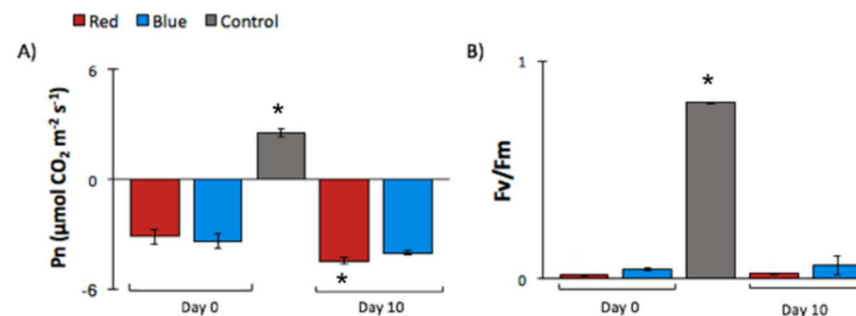 Red Blue Control
A)
6
0
-6
Pn (µmol CO₂ m⁻² s⁻¹)
*
*
Day 0
Day 10
B)
1
0
Fv/Fm
*
Day 0
Day 10